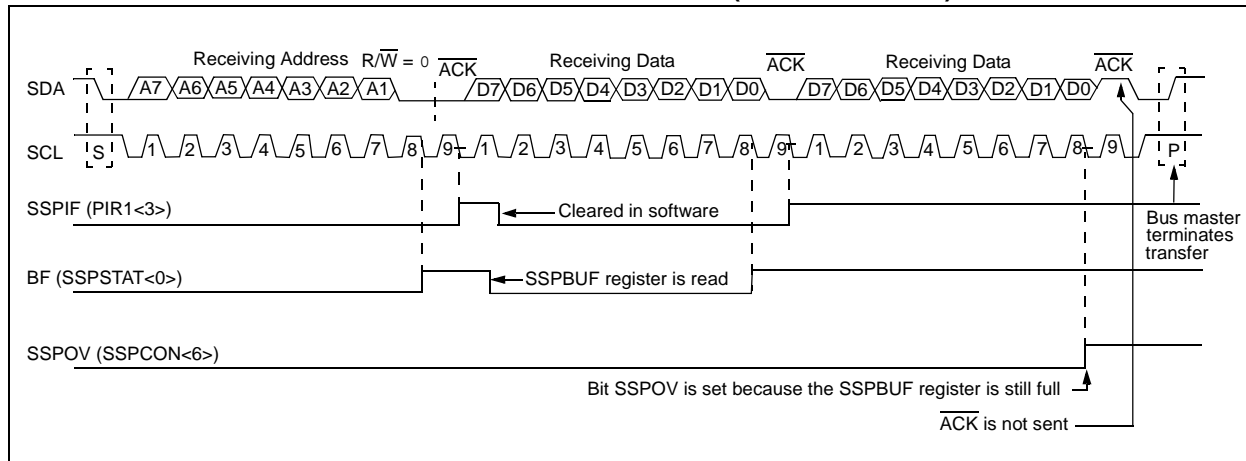 Receiving Address R/W̅ = 0 A̅C̅K̅ Receiving Data A̅C̅K̅ Receiving Data A̅C̅K̅
SDA A7 A6 A5 A4 A3 A2 A1 D7 D6 D5 D4 D3 D2 D1 D0 D7 D6 D5 D4 D3 D2 D1 D0
SCL S 1 2 3 4 5 6 7 8 9 1 2 3 4 5 6 7 8 9 1 2 3 4 5 6 7 8 9 P
SSPIF (PIR1<3>)
Cleared in software
Bus master
terminates
transfer
BF (SSPSTAT<0>)
SSPBUF register is read
SSPOV (SSPCON<6>)
Bit SSPOV is set because the SSPBUF register is still full
A̅C̅K̅ is not sent